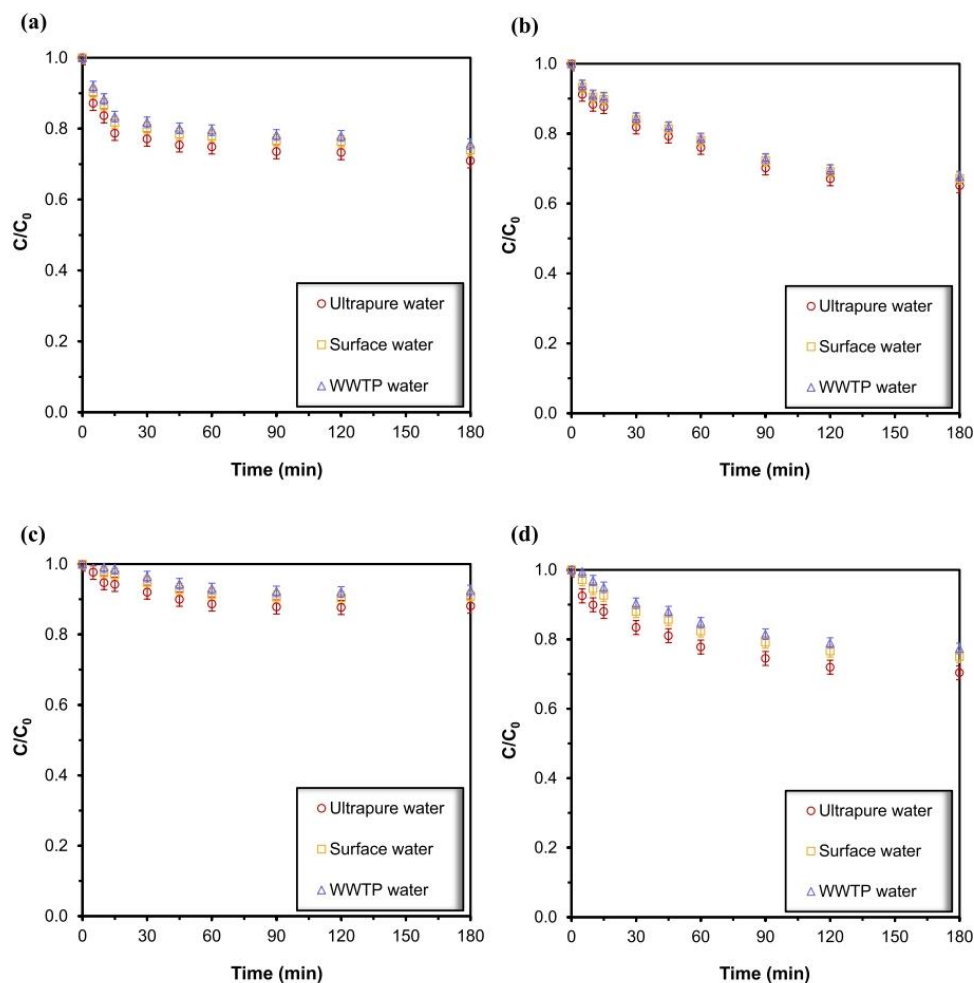 (a)
1.0
0.8
0.6
0.4
0.2
0.0
C/C₀
Ultrapure water
Surface water
WWTP water
0 30 60 90 120 150 180
Time (min)
(b)
1.0
0.8
0.6
0.4
0.2
0.0
C/C₀
Ultrapure water
Surface water
WWTP water
0 30 60 90 120 150 180
Time (min)
(c)
1.0
0.8
0.6
0.4
0.2
0.0
C/C₀
Ultrapure water
Surface water
WWTP water
0 30 60 90 120 150 180
Time (min)
(d)
1.0
0.8
0.6
0.4
0.2
0.0
C/C₀
Ultrapure water
Surface water
WWTP water
0 30 60 90 120 150 180
Time (min)